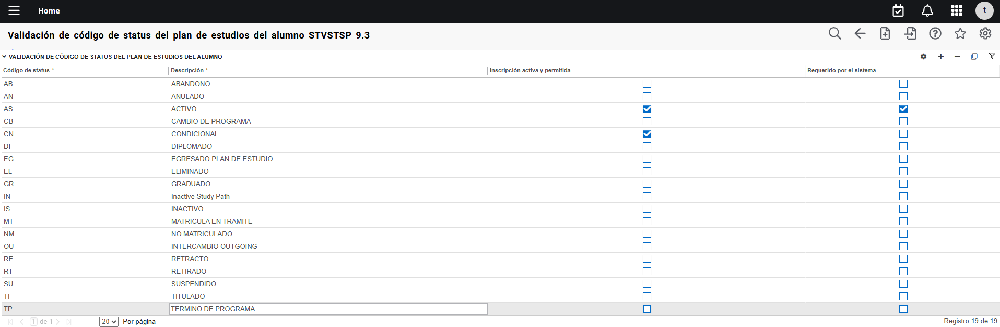 Home
t
Validación de código de status del plan de estudios del alumno STVSTSP 9.3
VALIDACIÓN DE CÓDIGO DE STATUS DEL PLAN DE ESTUDIOS DEL ALUMNO
Código de status * Descripción * Inscripción activa y permitida Requerido por el sistema
AB ABANDONO
AN ANULADO
AS ACTIVO
CB CAMBIO DE PROGRAMA
CN CONDICIONAL
DI DIPLOMADO
EG EGRESADO PLAN DE ESTUDIO
EL ELIMINADO
GR GRADUADO
IN Inactive Study Path
IS INACTIVO
MT MATRICULA EN TRAMITE
NM NO MATRICULADO
OU INTERCAMBIO OUTGOING
RE RETRACTO
RT RETIRADO
SU SUSPENDIDO
TI TITULADO
TP TERMINO DE PROGRAMA
1 de 1 20 Por página Registro 19 de 19